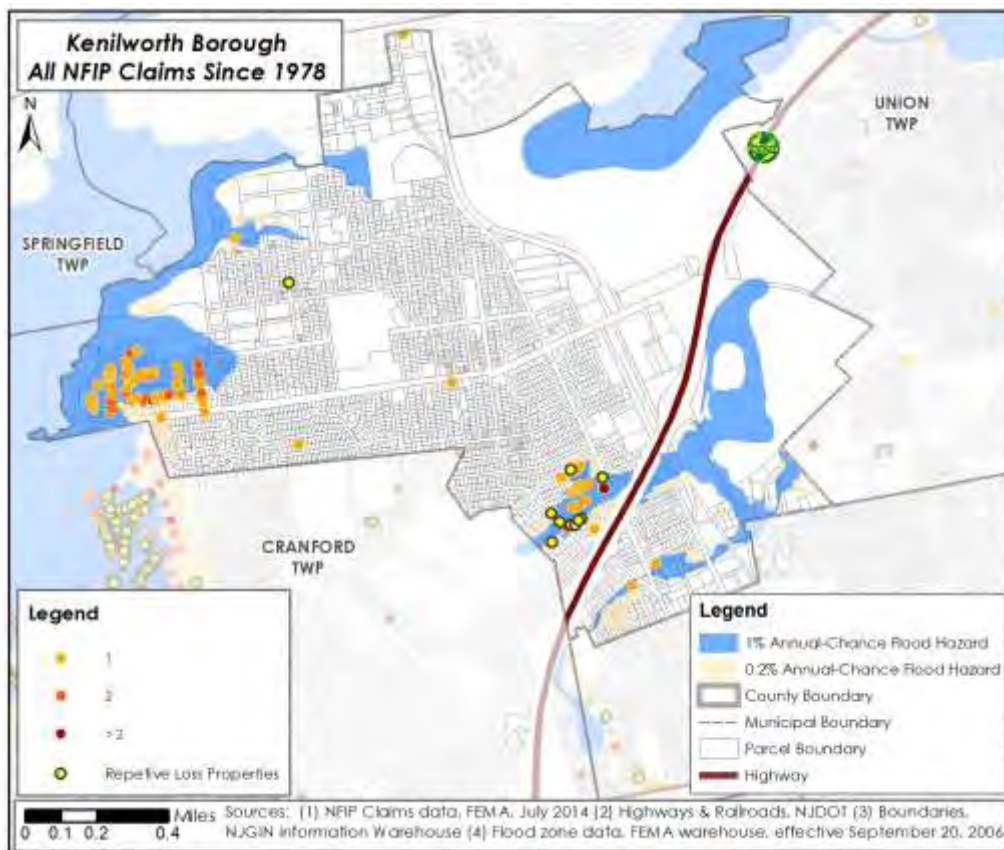 Kenilworth Borough
All NFIP Claims Since 1978
N
UNION
TWP
SPRINGFIELD
TWP
CRANFORD
TWP
Legend
1
2
>2
Repetive Loss Properties
Legend
1% Annual-Chance Flood Hazard
0.2% Annual-Chance Flood Hazard
County Boundary
Municipal Boundary
Parcel Boundary
Highway
Miles
0 0.1 0.2 0.4
Sources: (1) NFIP Claims data, FEMA, July 2014 (2) Highways & Railroads, NJDOT (3) Boundaries,
NJGIN Information Warehouse (4) Flood zone data, FEMA warehouse, effective September 20, 2006